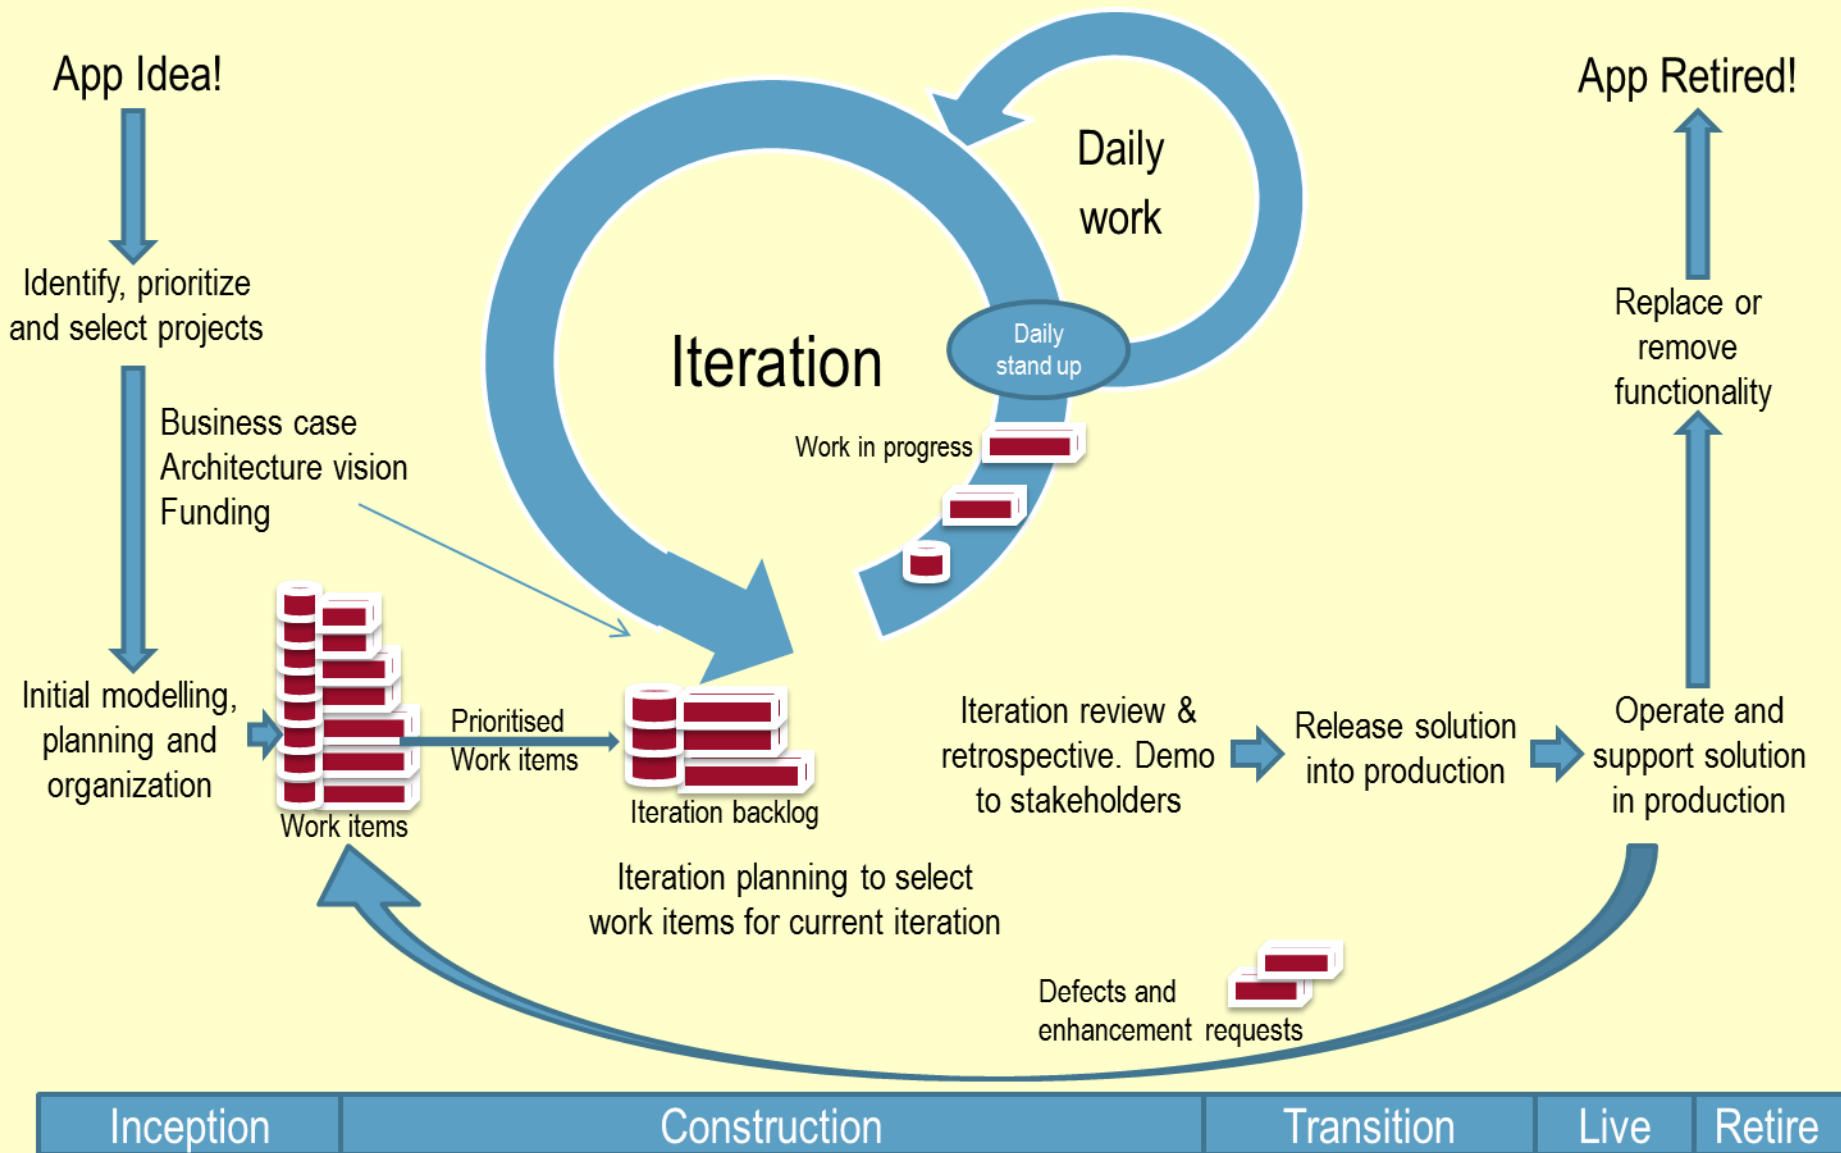 App Idea!
Identify, prioritize
and select projects
Business case
Architecture vision
Funding
Initial modelling,
planning and
organization
Work items
Prioritised
Work items
Iteration backlog
Iteration planning to select
work items for current iteration
Iteration
Daily
work
Daily
stand up
Work in progress
Iteration review &
retrospective. Demo
to stakeholders
Release solution
into production
Operate and
support solution
in production
Replace or
remove
functionality
App Retired!
Defects and
enhancement requests
Inception
Construction
Transition
Live
Retire